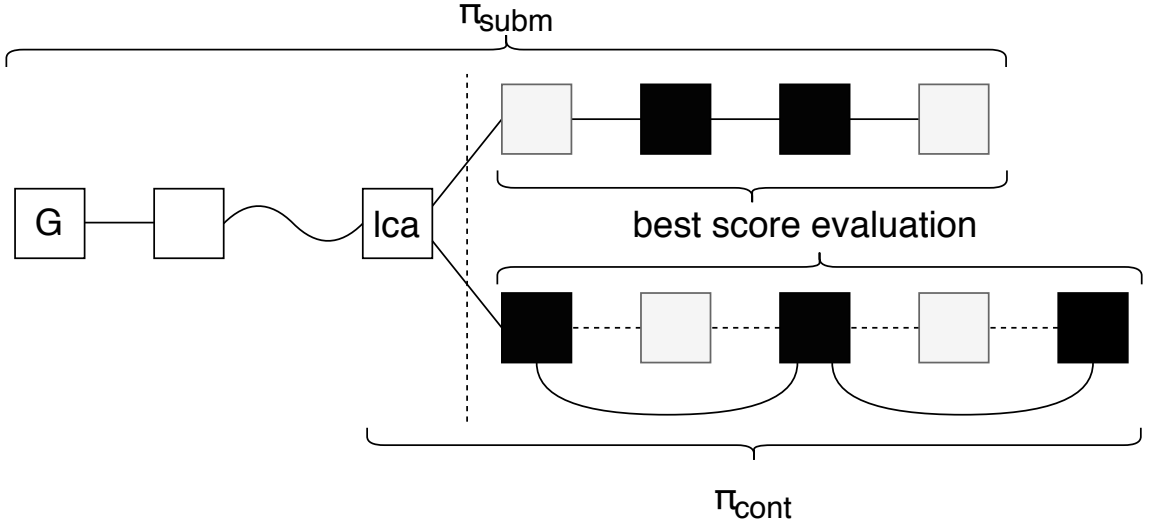 πsubm
G
lca
best score evaluation
πcont